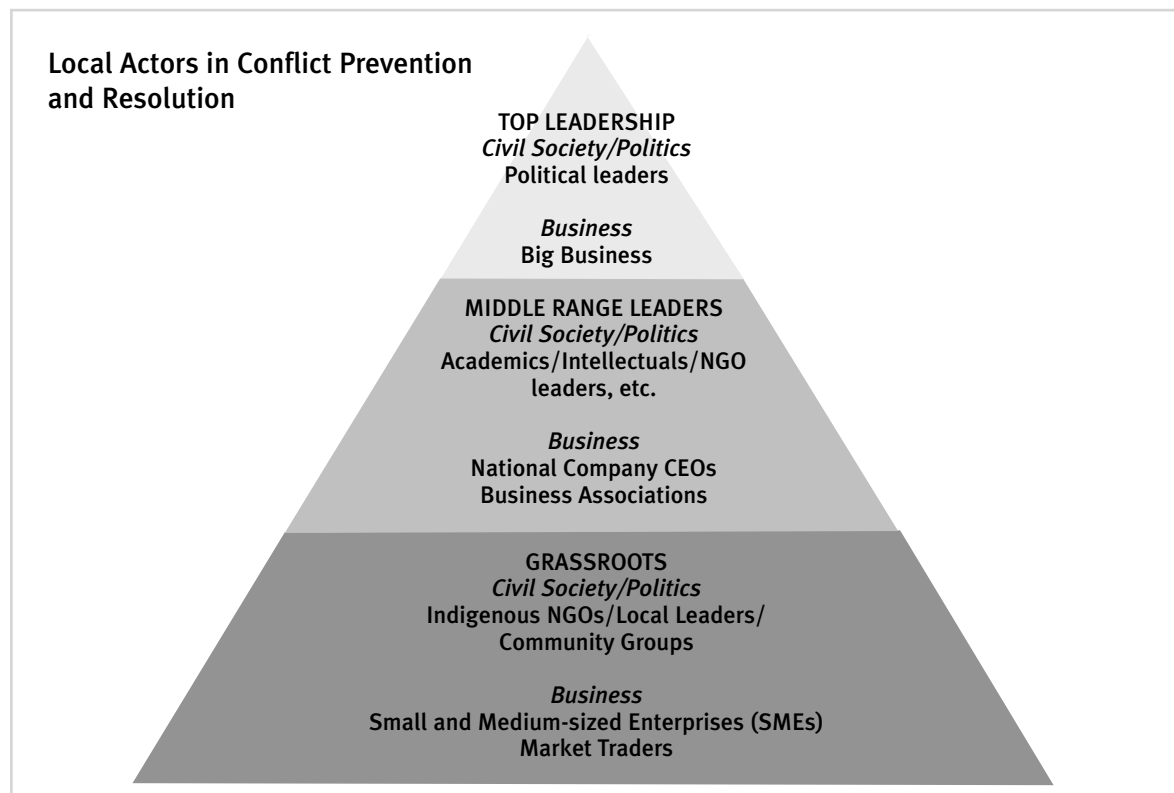 Local Actors in Conflict Prevention
and Resolution
TOP LEADERSHIP
Civil Society/Politics
Political leaders
Business
Big Business
MIDDLE RANGE LEADERS
Civil Society/Politics
Academics/Intellectuals/NGO
leaders, etc.
Business
National Company CEOs
Business Associations
GRASSROOTS
Civil Society/Politics
Indigenous NGOs/Local Leaders/
Community Groups
Business
Small and Medium-sized Enterprises (SMEs)
Market Traders